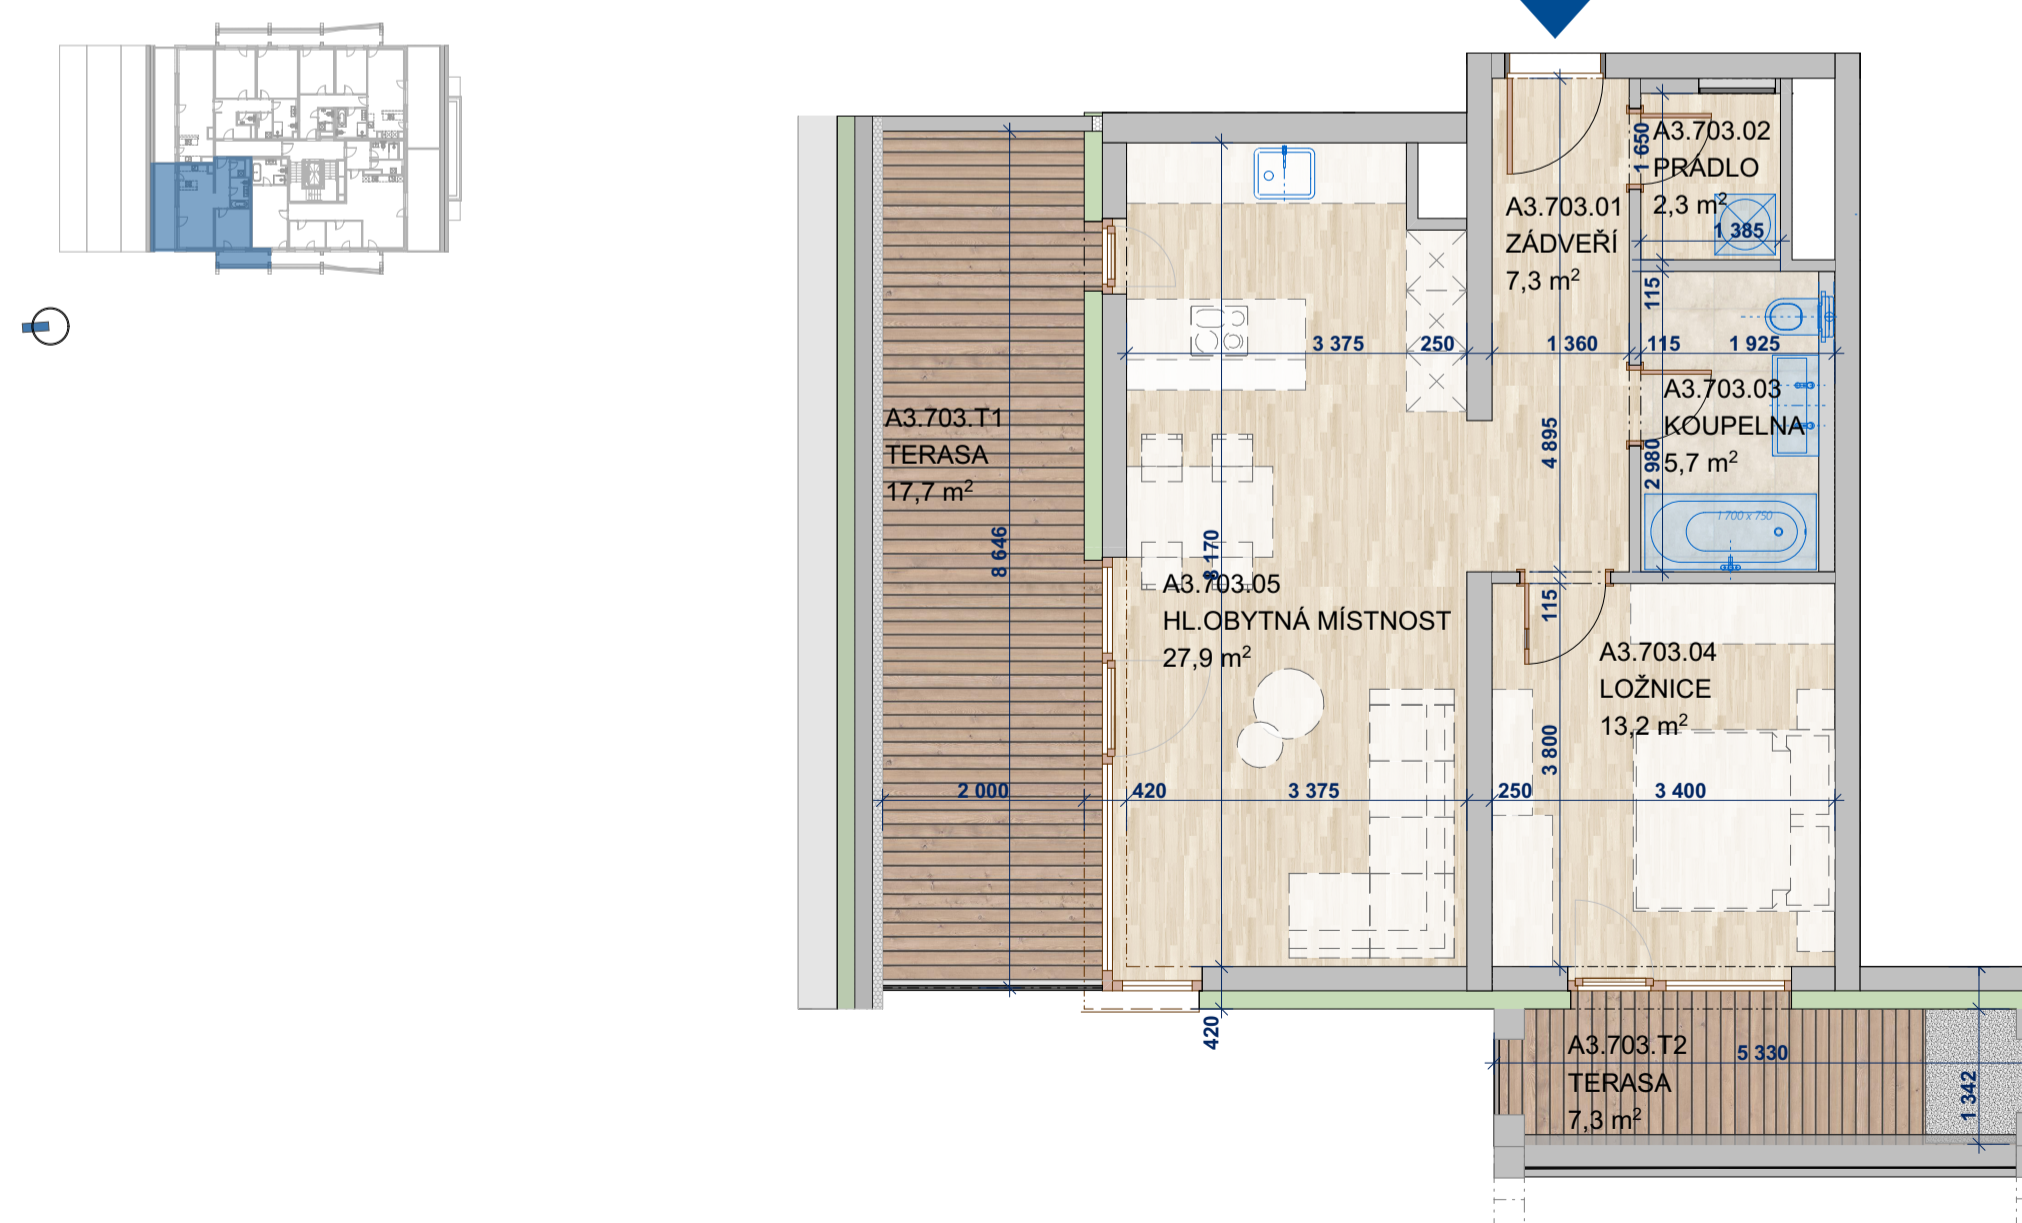 A3.703.02
PRÁDLO
2,3 m²
1 650
1 385
A3.703.01
ZÁDVEŘÍ
7,3 m²
115
3 375
250
1 360
115
1 925
A3.703.03
KOUPELNA
5,7 m²
2 980
4 895
1 700 x 750
A3.703.T1
TERASA
17,7 m²
8 646
8 170
A3.703.05
HL.OBYTNÁ MÍSTNOST
27,9 m²
115
A3.703.04
LOŽNICE
13,2 m²
3 800
2 000
420
3 375
250
3 400
420
A3.703.T2
TERASA
7,3 m²
5 330
1 342